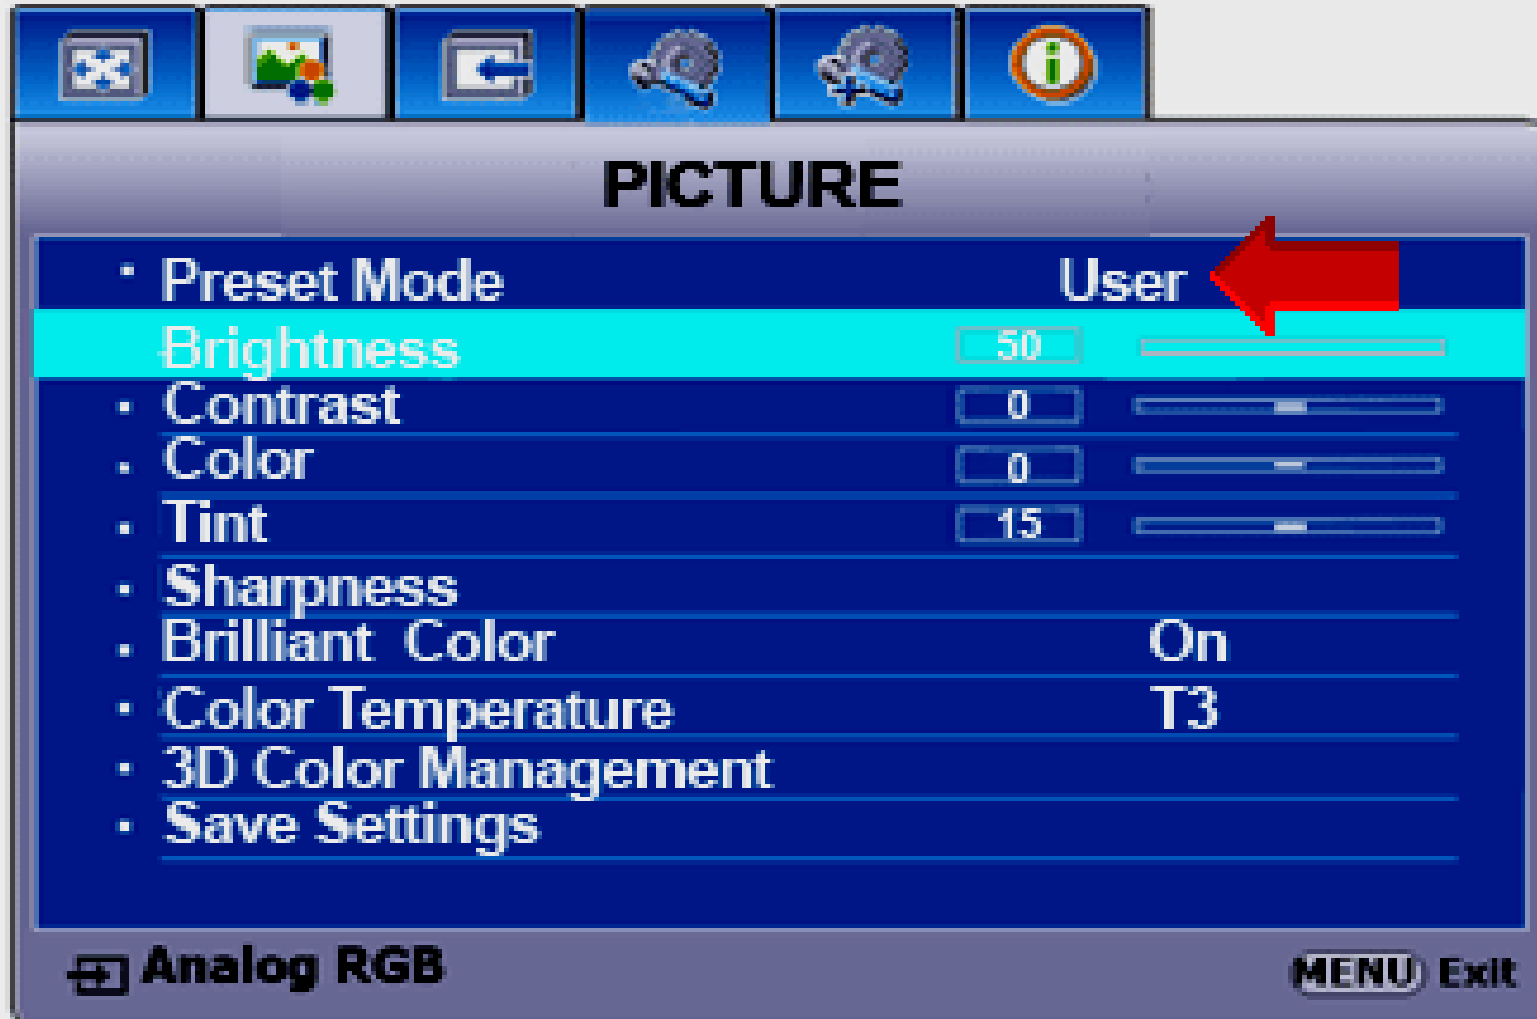 PICTURE
Preset Mode User
Brightness 50
Contrast 0
Color 0
Tint 15
Sharpness
Brilliant Color On
Color Temperature T3
3D Color Management
Save Settings
Analog RGB MENU Exit